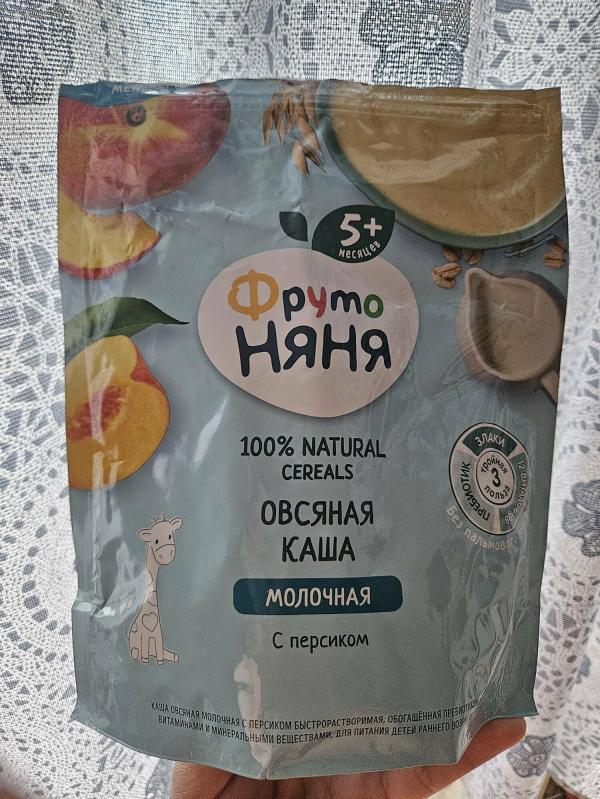 5+
месяцев
Фруто
НЯНЯ
100% NATURAL
CEREALS
ОВСЯНАЯ
КАША
МОЛОЧНАЯ
С персиком
ЗЛАКИ
ПРЕБИОТИК
тройная
3
польза
Без пальмового
КАША ОВСЯНАЯ МОЛОЧНАЯ С ПЕРСИКОМ БЫСТРОРАСТВОРИМАЯ, ОБОГАЩЁННАЯ
ВИТАМИНАМИ И МИНЕРАЛЬНЫМИ ВЕЩЕСТВАМИ, ДЛЯ ПИТАНИЯ ДЕТЕЙ РАННЕГО